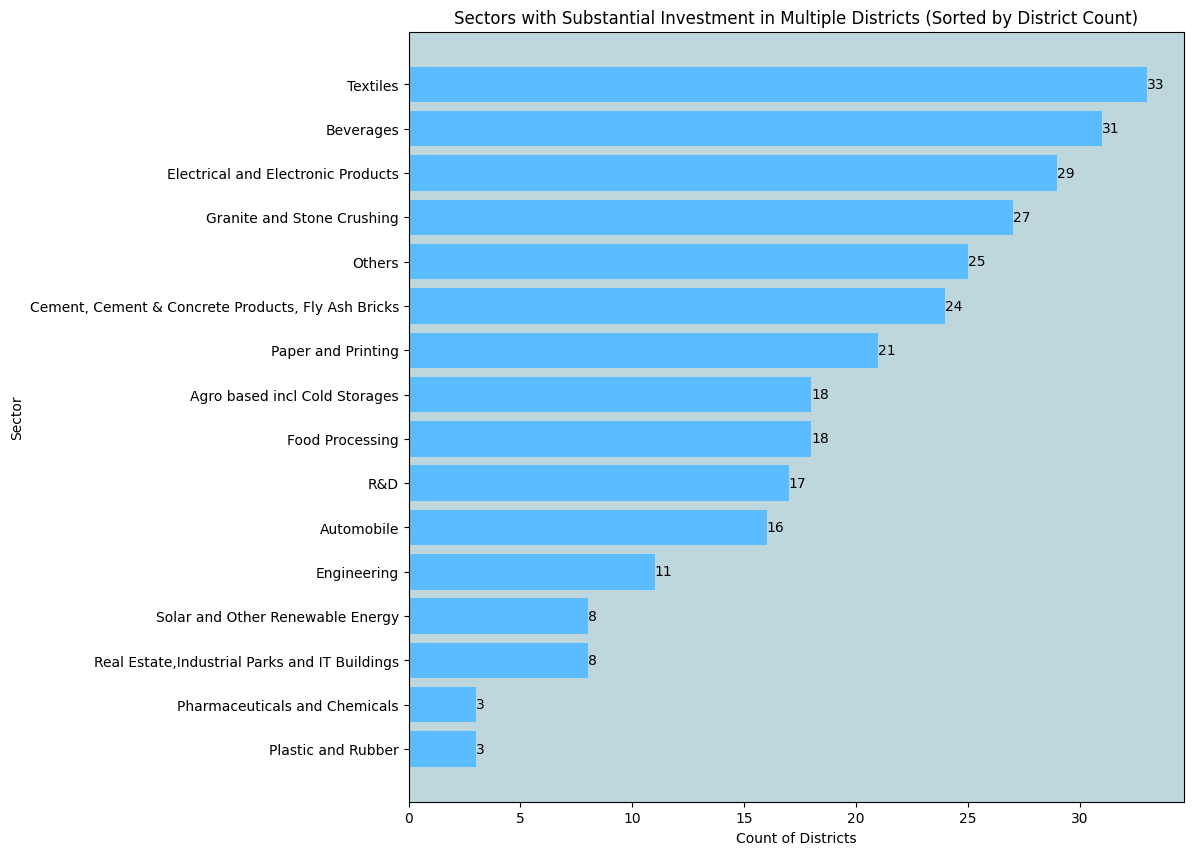 Sectors with Substantial Investment in Multiple Districts (Sorted by District Count)
Textiles 33
Beverages 31
Electrical and Electronic Products 29
Granite and Stone Crushing 27
Others 25
Cement, Cement & Concrete Products, Fly Ash Bricks 24
Paper and Printing 21
Agro based incl Cold Storages 18
Food Processing 18
R&D 17
Automobile 16
Engineering 11
Solar and Other Renewable Energy 8
Real Estate,Industrial Parks and IT Buildings 8
Pharmaceuticals and Chemicals 3
Plastic and Rubber 3
Sector
0 5 10 15 20 25 30
Count of Districts